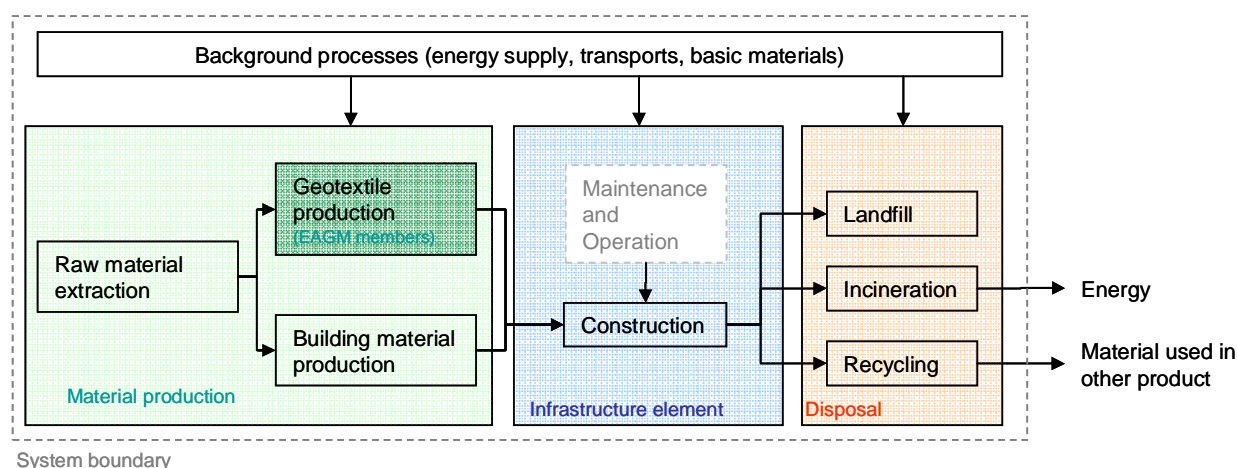 Background processes (energy supply, transports, basic materials)
Geotextile
production
(EAGM members)
Raw material
extraction
Building material
production
Material production
Maintenance
and
Operation
Construction
Infrastructure element
Landfill
Incineration
Recycling
Disposal
Energy
Material used in
other product
System boundary